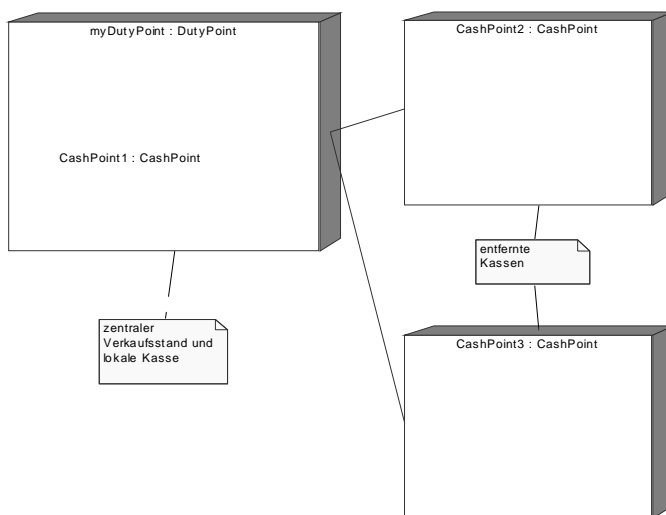 myDutyPoint : DutyPoint
CashPoint1 : CashPoint
zentraler
Verkaufsstand und
lokale Kasse
CashPoint2 : CashPoint
entfernte
Kassen
CashPoint3 : CashPoint